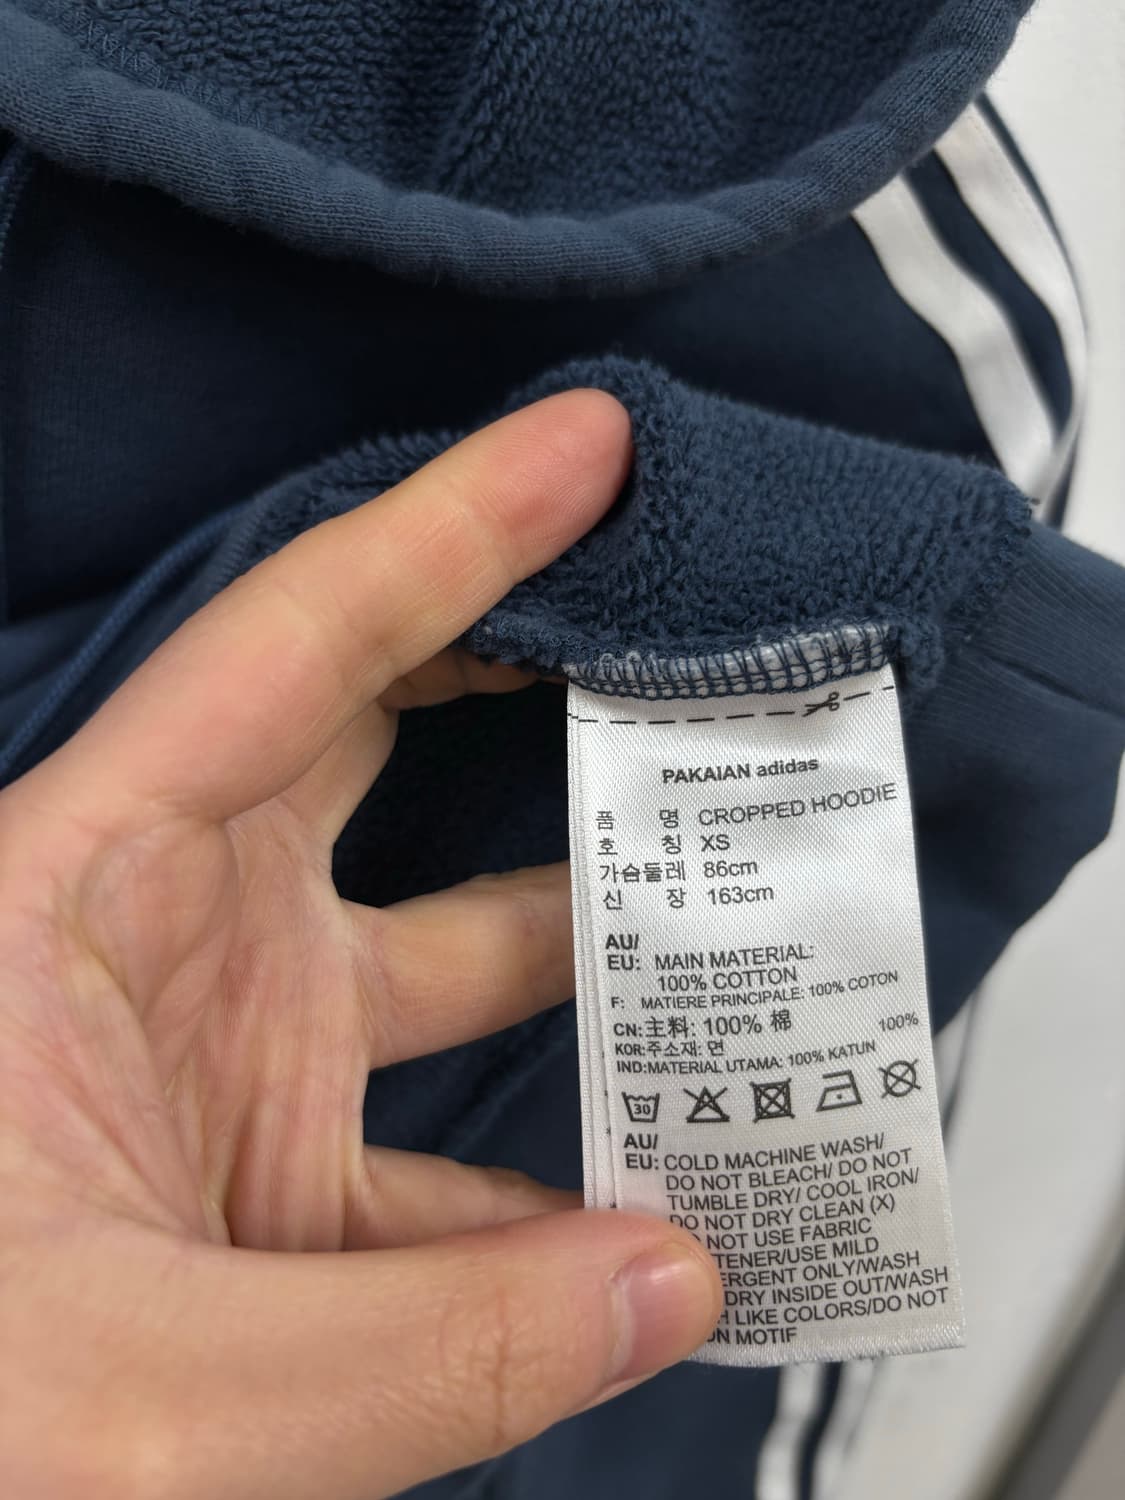 PAKAIAN adidas
품 명 CROPPED HOODIE
호 칭 XS
가슴둘레 86cm
신 장 163cm
AU/
EU: MAIN MATERIAL:
100% COTTON
F: MATIERE PRINCIPALE: 100% COTON
CN:主料: 100% 棉
KOR:주소재: 면 100%
IND:MATERIAL UTAMA: 100% KATUN
30
AU/
EU: COLD MACHINE WASH/
DO NOT BLEACH/ DO NOT
TUMBLE DRY/ COOL IRON/
DO NOT DRY CLEAN (X)
NOT USE FABRIC
TENER/USE MILD
ERGENT ONLY/WASH
DRY INSIDE OUT/WASH
H LIKE COLORS/DO NOT
ON MOTIF